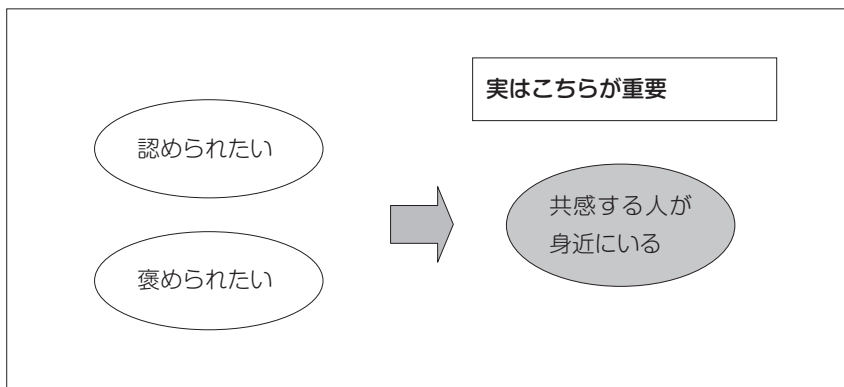 実はこちらが重要
認められたい
褒められたい
共感する人が
身近にいる